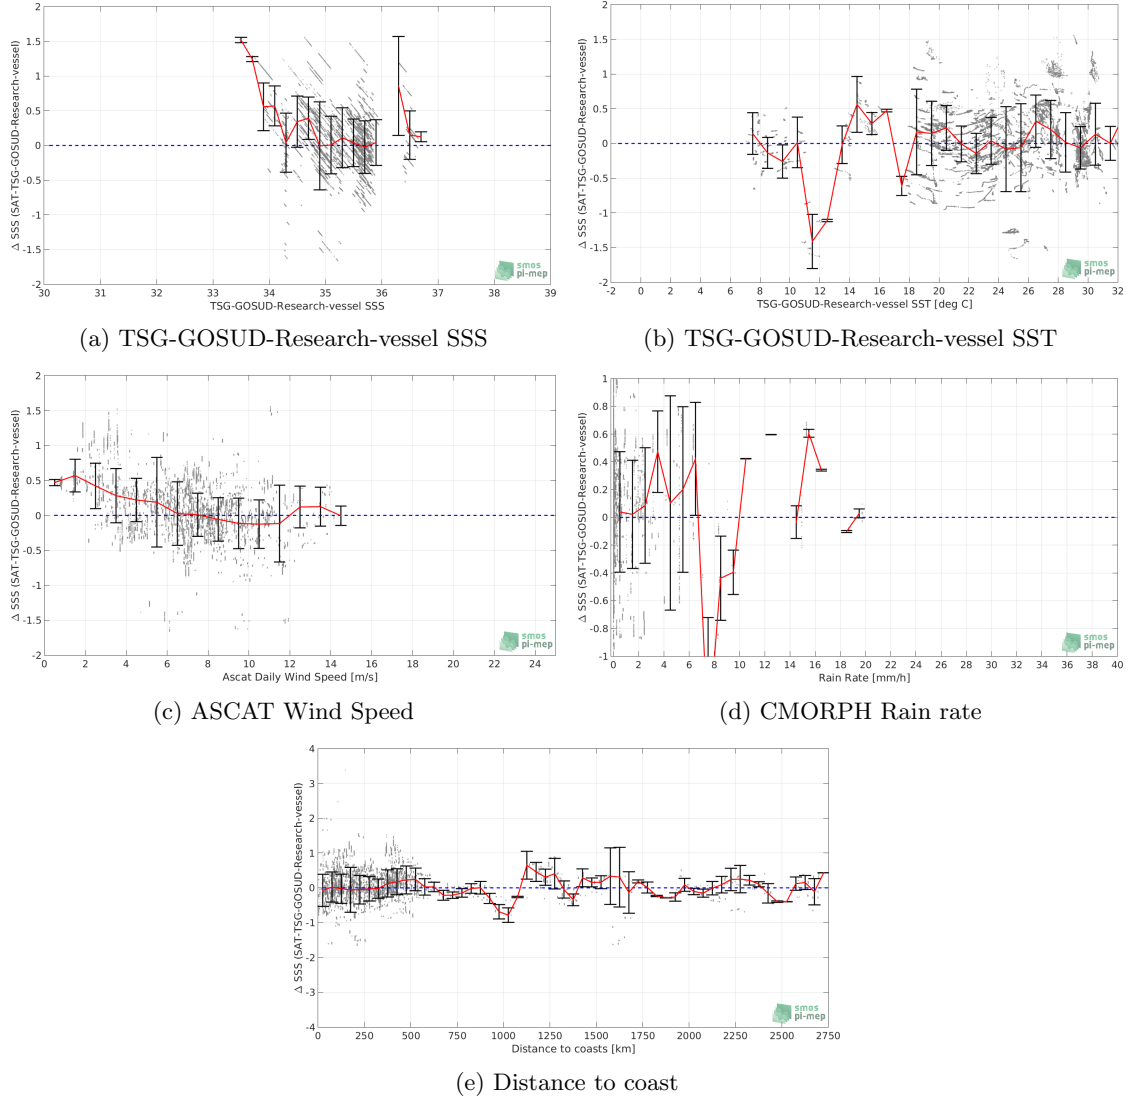 Δ SSS (SAT-TSG-GOSUD-Research-vessel)
2
1.5
1
0.5
0
-0.5
-1
-1.5
-2
30 31 32 33 34 35 36 37 38 39
TSG-GOSUD-Research-vessel SSS
smos
pi-mep
(a) TSG-GOSUD-Research-vessel SSS
Δ SSS (SAT-TSG-GOSUD-Research-vessel)
2
1.5
1
0.5
0
-0.5
-1
-1.5
-2
-2 0 2 4 6 8 10 12 14 16 18 20 22 24 26 28 30 32
TSG-GOSUD-Research-vessel SST [deg C]
smos
pi-mep
(b) TSG-GOSUD-Research-vessel SST
Δ SSS (SAT-TSG-GOSUD-Research-vessel)
2
1.5
1
0.5
0
-0.5
-1
-1.5
-2
0 2 4 6 8 10 12 14 16 18 20 22 24
Ascat Daily Wind Speed [m/s]
smos
pi-mep
(c) ASCAT Wind Speed
Δ SSS (SAT-TSG-GOSUD-Research-vessel)
1
0.8
0.6
0.4
0.2
0
-0.2
-0.4
-0.6
-0.8
-1
0 2 4 6 8 10 12 14 16 18 20 22 24 26 28 30 32 34 36 38 40
Rain Rate [mm/h]
smos
pi-mep
(d) CMORPH Rain rate
Δ SSS (SAT-TSG-GOSUD-Research-vessel)
4
3
2
1
0
-1
-2
-3
-4
0 250 500 750 1000 1250 1500 1750 2000 2250 2500 2750
Distance to coasts [km]
smos
pi-mep
(e) Distance to coast